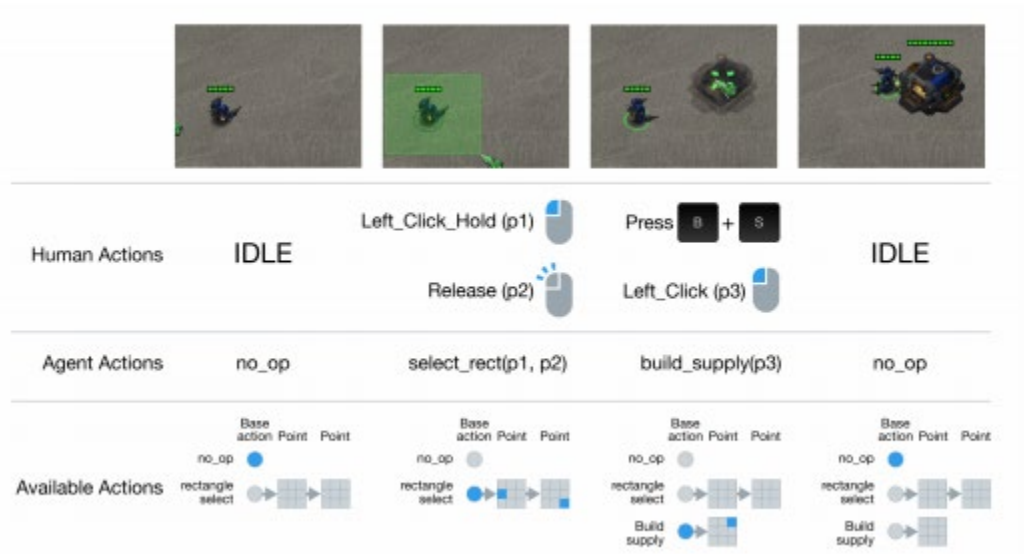 Human Actions
IDLE
Left_Click_Hold (p1)
Release (p2)
Press B + S
Left_Click (p3)
IDLE
Agent Actions
no_op
select_rect(p1, p2)
build_supply(p3)
no_op
Available Actions
Base
action Point Point
no_op
rectangle
select
Base
action Point Point
no_op
rectangle
select
Base
action Point Point
no_op
rectangle
select
Build
supply
Base
action Point Point
no_op
rectangle
select
Build
supply